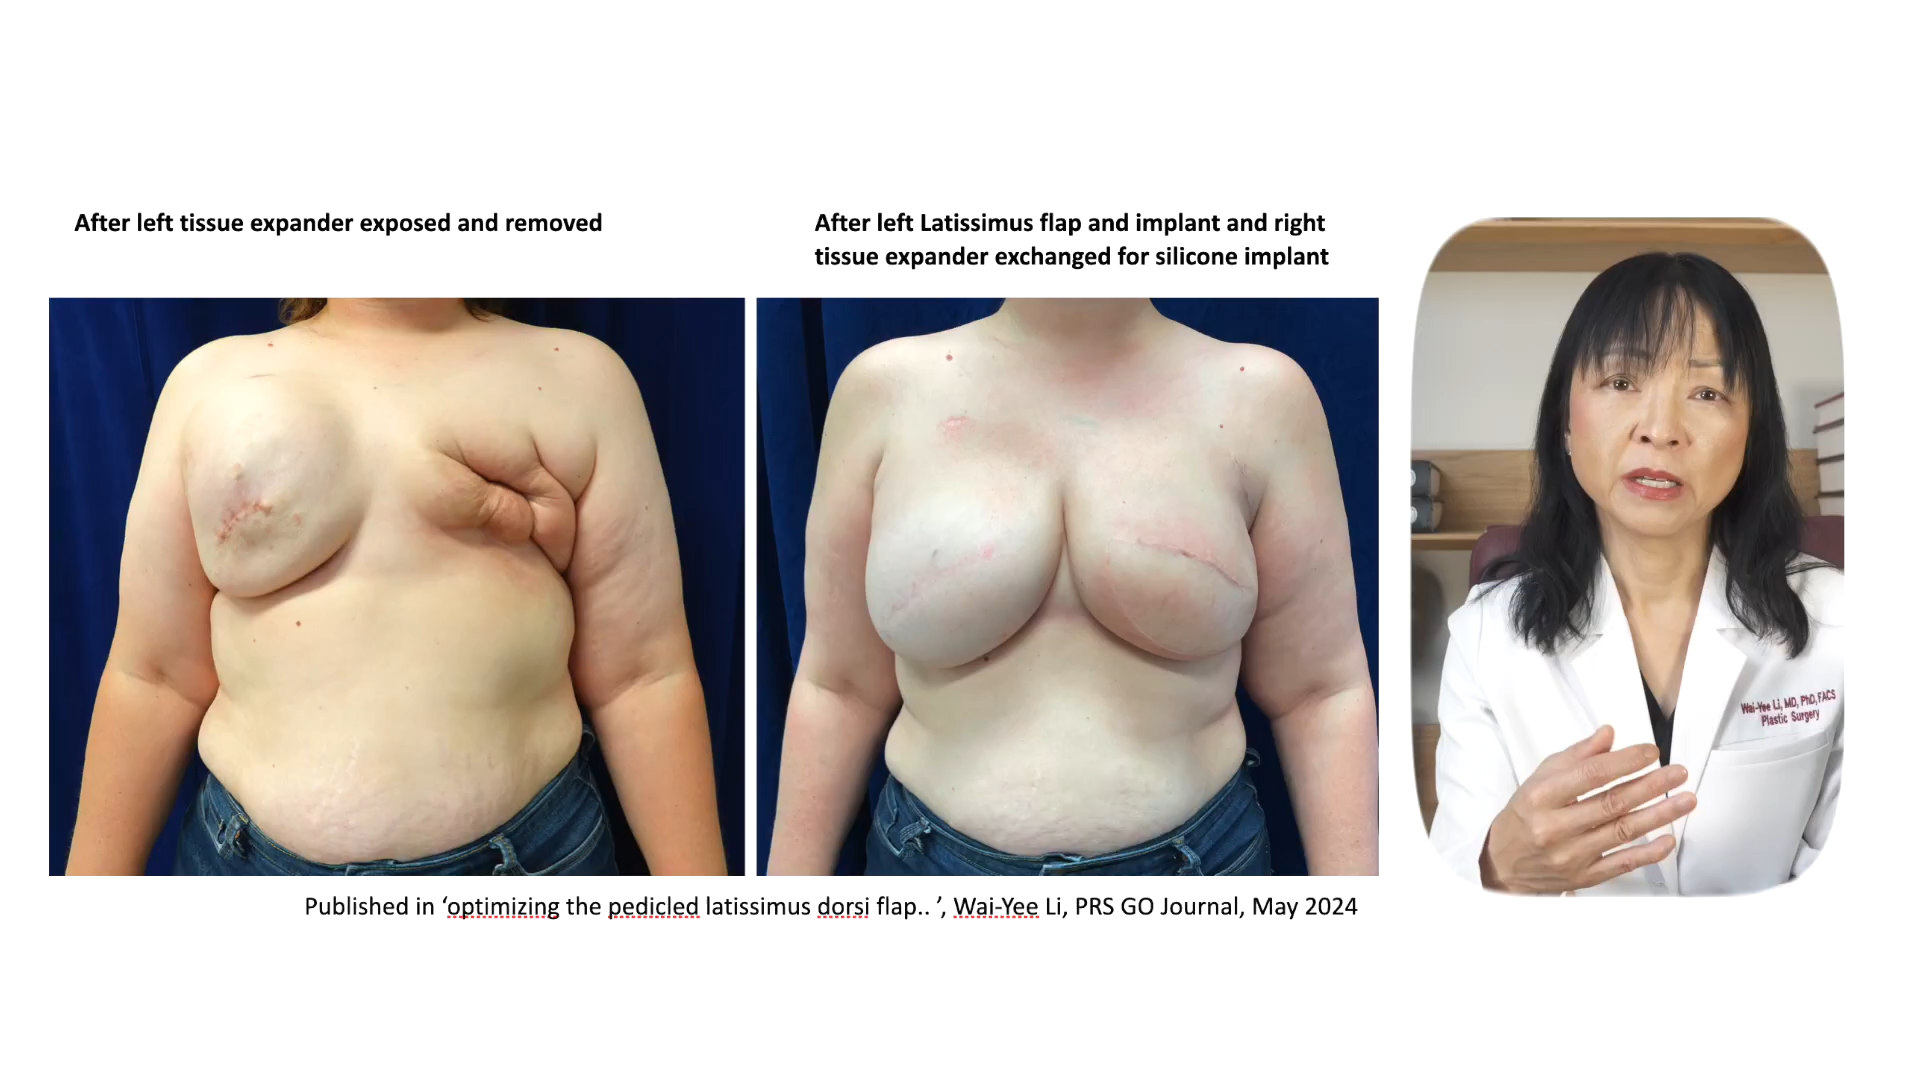 After left tissue expander exposed and removed
After left Latissimus flap and implant and right
tissue expander exchanged for silicone implant
Wai-Yee Li, MD, PhD, FACS
Plastic Surgery
Published in ‘optimizing the pedicled latissimus dorsi flap.. ’, Wai-Yee Li, PRS GO Journal, May 2024